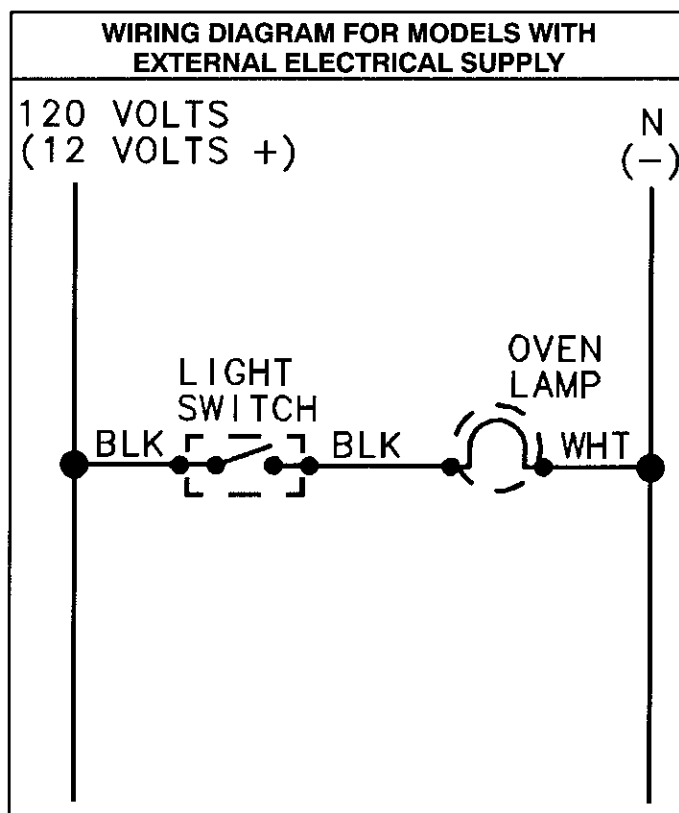 WIRING DIAGRAM FOR MODELS WITH
EXTERNAL ELECTRICAL SUPPLY
120 VOLTS
(12 VOLTS +)
N
(-)
LIGHT
SWITCH
OVEN
LAMP
BLK
BLK
WHT